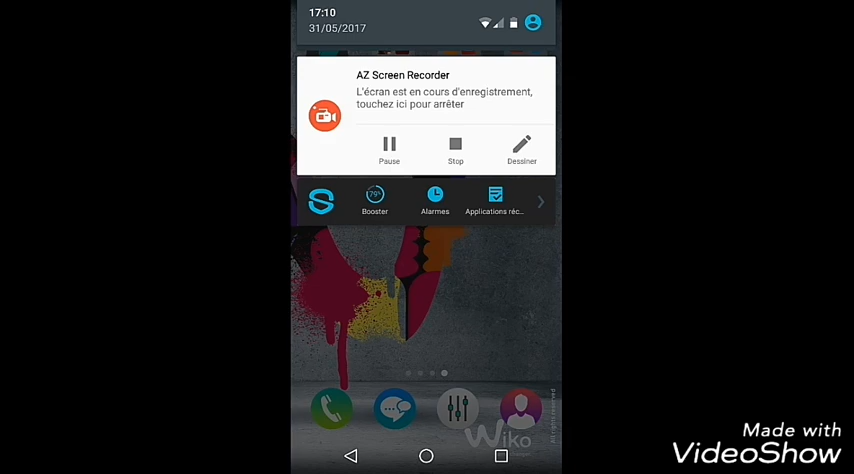 17:10
31/05/2017
AZ Screen Recorder
L'écran est en cours d'enregistrement,
touchez ici pour arrêter
Pause
Stop
Dessiner
79%
Booster
Alarmes
Applications réc...
All rights reserved
Wiko
Made with
VideoShow